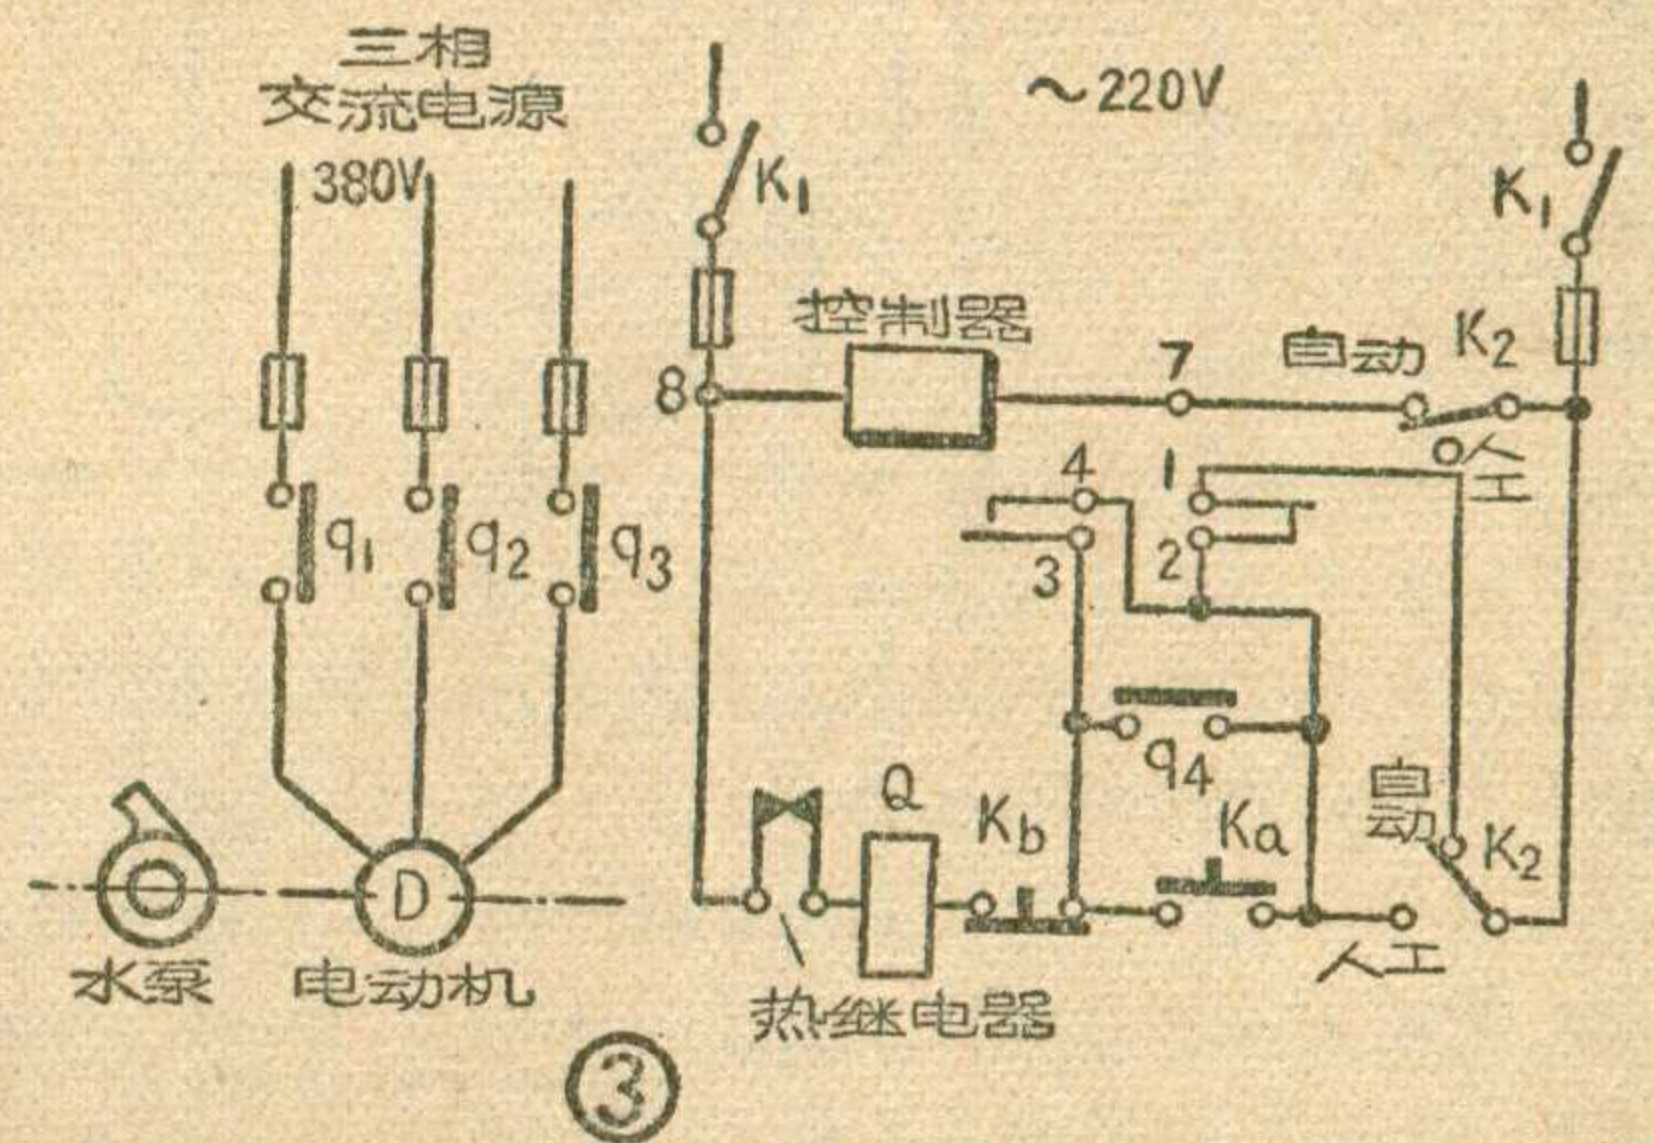 三相
交流电源
380V
~220V
K₁
K₁
控制器
8
7
自动
K₂
人工
4
1
3
2
q₁
q₂
q₃
q₄
Q
Kb
Ka
自动
K₂
人工
D
水泵
电动机
热继电器
③